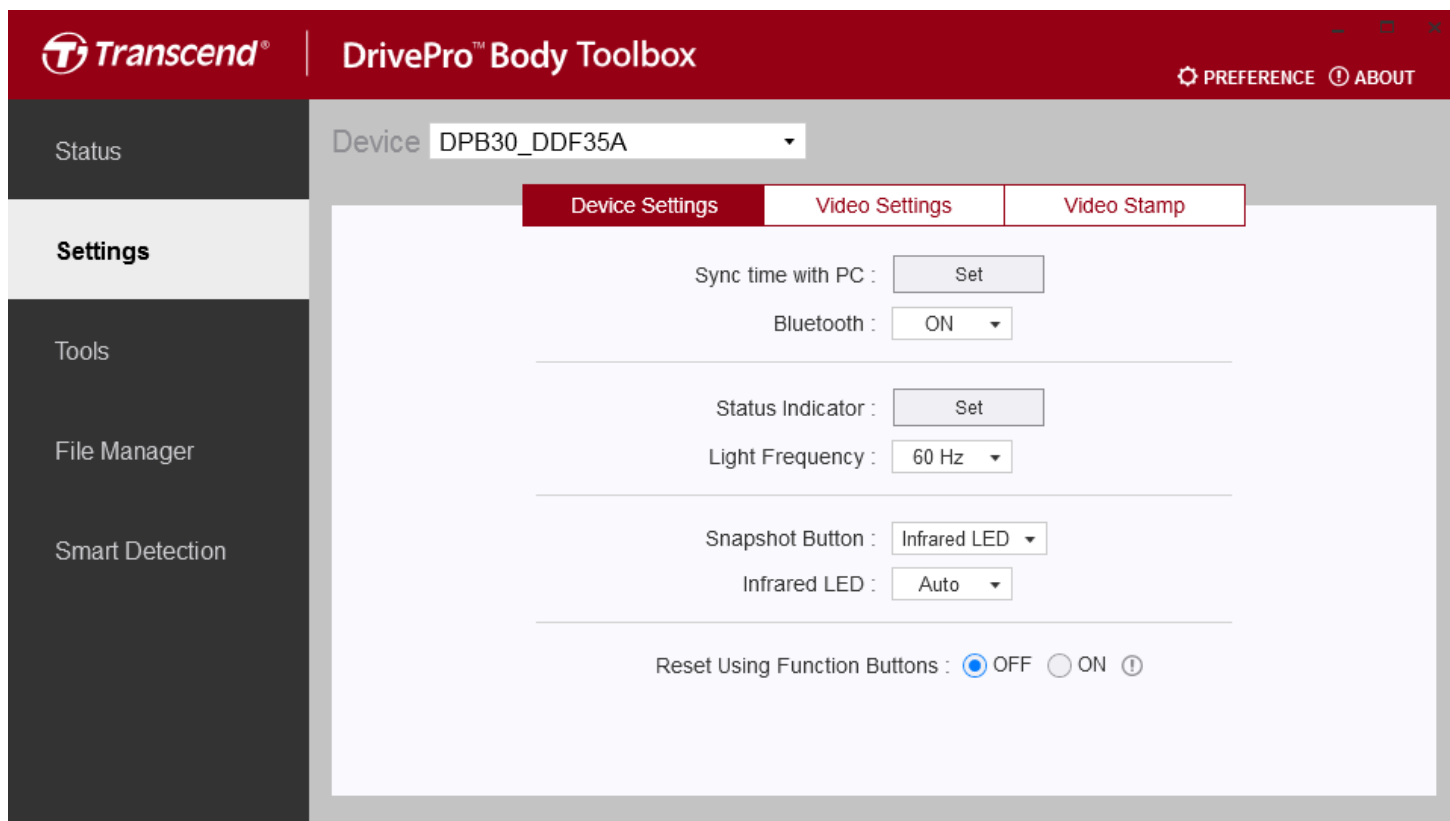 Transcend® DrivePro™ Body Toolbox
PREFERENCE ABOUT
Status
Settings
Tools
File Manager
Smart Detection
Device DPB30_DDF35A
Device Settings Video Settings Video Stamp
Sync time with PC : Set
Bluetooth : ON
Status Indicator : Set
Light Frequency : 60 Hz
Snapshot Button : Infrared LED
Infrared LED : Auto
Reset Using Function Buttons : OFF ON